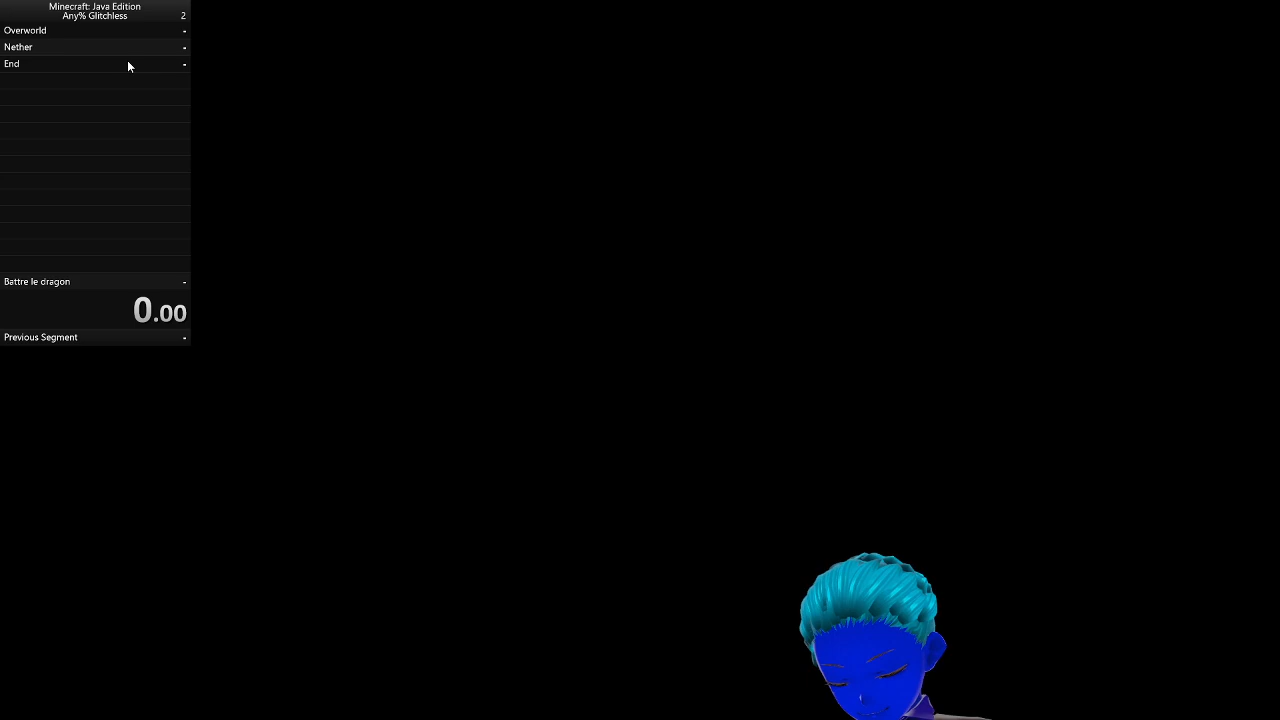 Minecraft: Java Edition
Any% Glitchless 2
Overworld -
Nether -
End -
Battre le dragon -
0.00
Previous Segment -